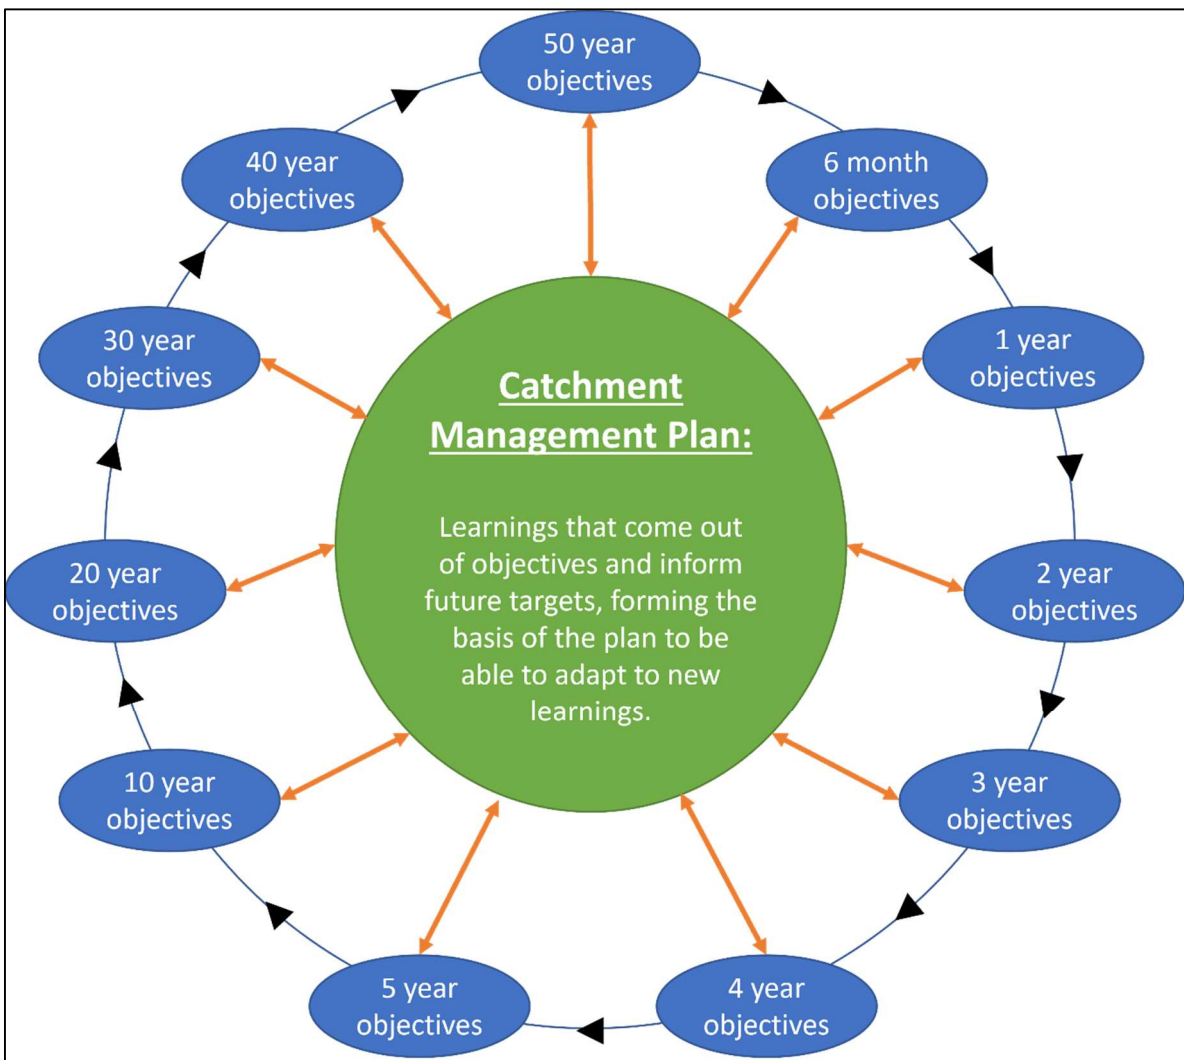 50 year
objectives
6 month
objectives
1 year
objectives
2 year
objectives
3 year
objectives
4 year
objectives
5 year
objectives
10 year
objectives
20 year
objectives
30 year
objectives
40 year
objectives
Catchment
Management Plan:
Learnings that come out
of objectives and inform
future targets, forming the
basis of the plan to be
able to adapt to new
learnings.